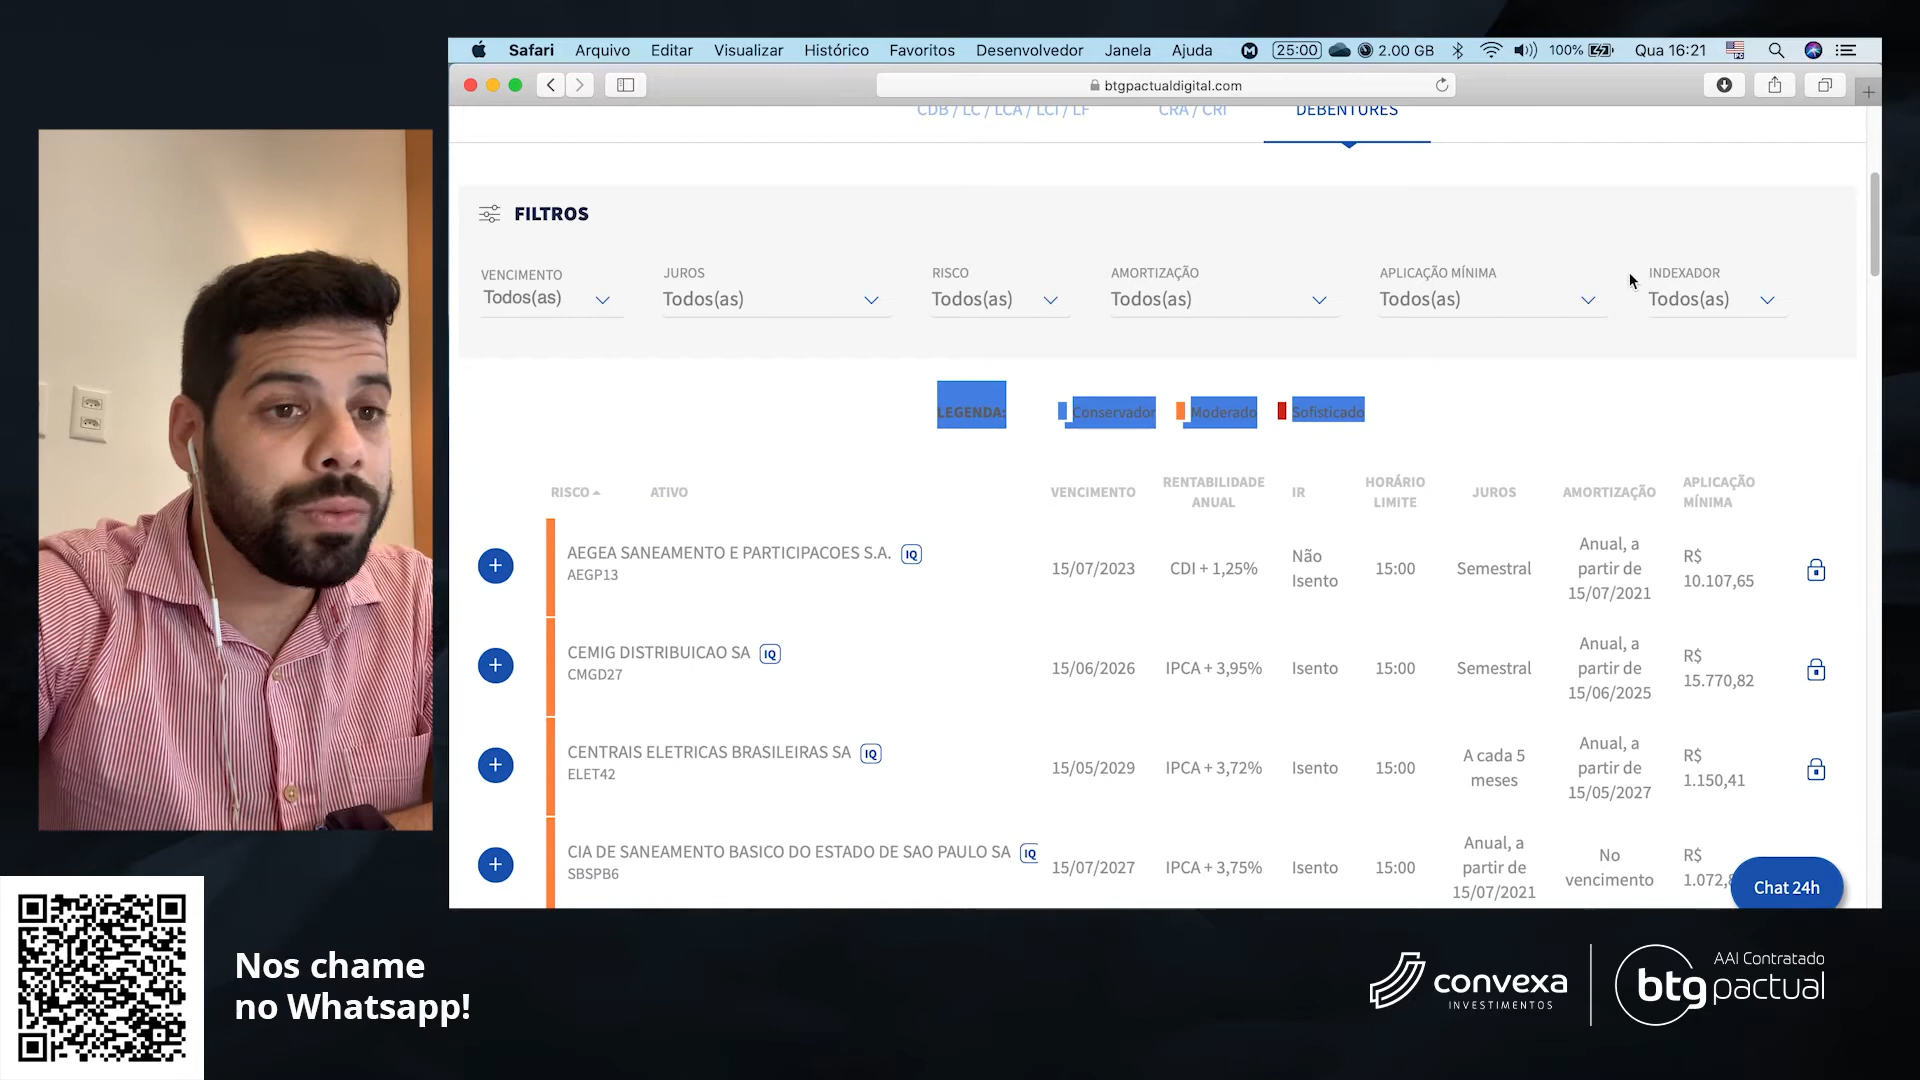 Safari Arquivo Editar Visualizar Histórico Favoritos Desenvolvedor Janela Ajuda 25:00 2.00 GB 100% Qua 16:21
btgpactualdigital.com
CDB / LC / LCA / LCI / LF CRA / CRI DEBÊNTURES
FILTROS
VENCIMENTO JUROS RISCO AMORTIZAÇÃO APLICAÇÃO MÍNIMA INDEXADOR
Todos(as) Todos(as) Todos(as) Todos(as) Todos(as) Todos(as)
LEGENDA: Conservador Moderado Sofisticado
RISCO ATIVO VENCIMENTO RENTABILIDADE ANUAL IR HORÁRIO LIMITE JUROS AMORTIZAÇÃO APLICAÇÃO MÍNIMA
AEGEA SANEAMENTO E PARTICIPACOES S.A. IQ
AEGP13
15/07/2023 CDI + 1,25% Não Isento 15:00 Semestral Anual, a partir de 15/07/2021 R$ 10.107,65
CEMIG DISTRIBUICAO SA IQ
CMGD27
15/06/2026 IPCA + 3,95% Isento 15:00 Semestral Anual, a partir de 15/06/2025 R$ 15.770,82
CENTRAIS ELETRICAS BRASILEIRAS SA IQ
ELET42
15/05/2029 IPCA + 3,72% Isento 15:00 A cada 5 meses Anual, a partir de 15/05/2027 R$ 1.150,41
CIA DE SANEAMENTO BASICO DO ESTADO DE SAO PAULO SA IQ
SBSPB6
15/07/2027 IPCA + 3,75% Isento 15:00 Anual, a partir de 15/07/2021 No vencimento R$
Chat 24h
Nos chame
no Whatsapp!
convexa
INVESTIMENTOS
AAI Contratado
btgpactual